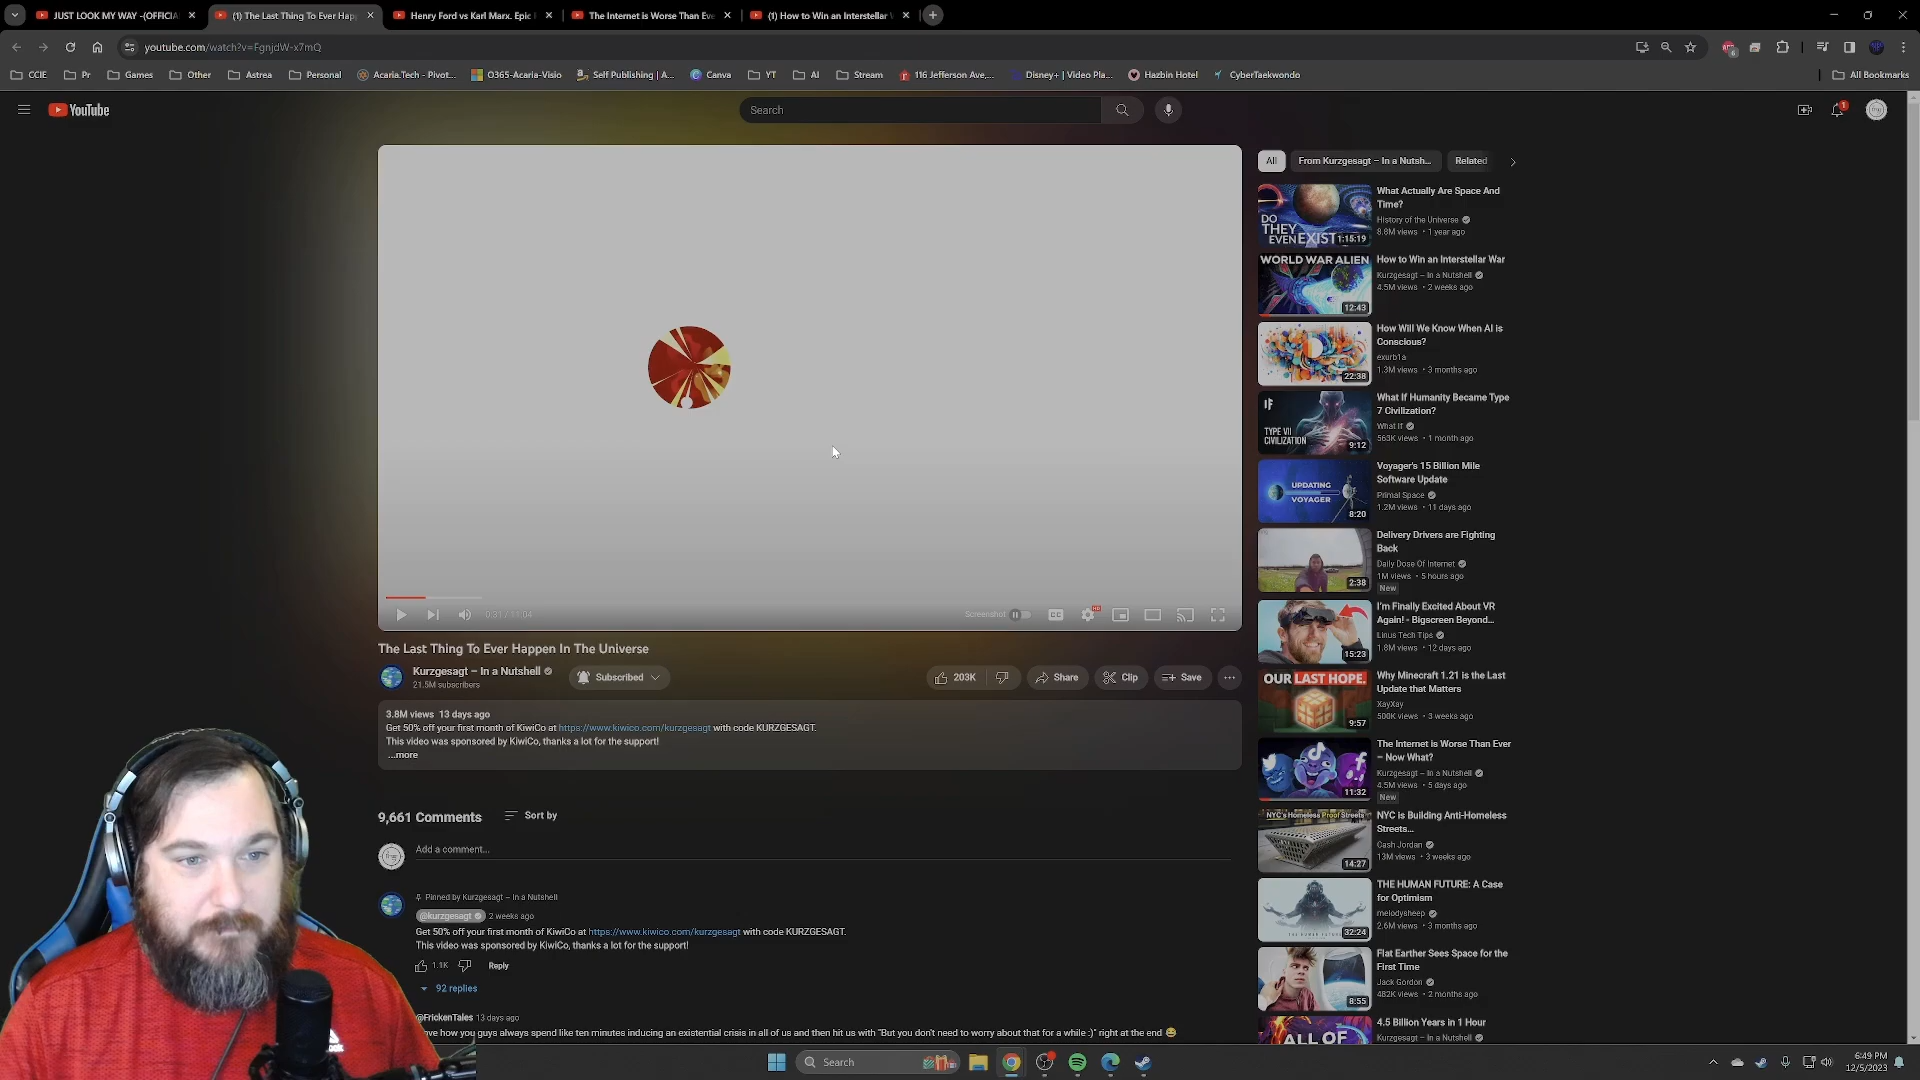 JUST LOOK MY WAY -(OFFICIA
(1) The Last Thing To Ever Hap
Henry Ford vs Karl Marx. Epic
The Internet is Worse Than Eve
(1) How to Win an Interstellar
youtube.com/watch?v=FgnjdW-x7mQ
CCIE
Pr
Games
Other
Astrea
Personal
Acaria.Tech - Pivot...
O365-Acaria-Visio
Self Publishing | A...
Canva
YT
AI
Stream
116 Jefferson Ave,...
Disney+ | Video Pla...
Hazbin Hotel
CyberTaekwondo
All Bookmarks
YouTube
Search
1
0:31 / 11:04
Screenshot
CC
HD
The Last Thing To Ever Happen In The Universe
Kurzgesagt – In a Nutshell
21.5M subscribers
Subscribed
203K
Share
Clip
Save
3.8M views 13 days ago
Get 50% off your first month of KiwiCo at https://www.kiwico.com/kurzgesagt with code KURZGESAGT.
This video was sponsored by KiwiCo, thanks a lot for the support!
...more
9,661 Comments
Sort by
Add a comment...
Pinned by Kurzgesagt – In a Nutshell
@kurzgesagt 2 weeks ago
Get 50% off your first month of KiwiCo at https://www.kiwico.com/kurzgesagt with code KURZGESAGT.
This video was sponsored by KiwiCo, thanks a lot for the support!
1.1K
Reply
92 replies
@FrickenTales 13 days ago
how you guys always spend like ten minutes inducing an existential crisis in all of us and then hit us with "But you don't need to worry about that for a while :)" right at the end
All
From Kurzgesagt – In a Nutsh...
Related
DO
THEY
EVEN EXIST
1:15:19
What Actually Are Space And
Time?
History of the Universe
8.8M views • 1 year ago
WORLD WAR ALIEN
12:43
How to Win an Interstellar War
Kurzgesagt – In a Nutshell
4.5M views • 2 weeks ago
22:38
How Will We Know When AI is
Conscious?
exurb1a
1.3M views • 3 months ago
IF
TYPE VII
CIVILIZATION
9:12
What If Humanity Became Type
7 Civilization?
What If
563K views • 1 month ago
UPDATING
VOYAGER
8:20
Voyager's 15 Billion Mile
Software Update
Primal Space
1.2M views • 11 days ago
2:38
Delivery Drivers are Fighting
Back
Daily Dose Of Internet
1M views • 5 hours ago
New
15:23
I'm Finally Excited About VR
Again! - Bigscreen Beyond...
Linus Tech Tips
1.8M views • 12 days ago
OUR LAST HOPE.
9:57
Why Minecraft 1.21 is the Last
Update that Matters
XayXay
500K views • 3 weeks ago
11:32
The Internet is Worse Than Ever
– Now What?
Kurzgesagt – In a Nutshell
4.5M views • 5 days ago
New
NYC's Homeless Proof Streets
14:27
NYC is Building Anti-Homeless
Streets...
Cash Jordan
13M views • 3 weeks ago
THE HUMAN FUTURE
32:24
THE HUMAN FUTURE: A Case
for Optimism
melodysheep
2.6M views • 3 months ago
8:55
Flat Earther Sees Space for the
First Time
Jack Gordon
482K views • 2 months ago
ALL OF
4.5 Billion Years in 1 Hour
Kurzgesagt – In a Nutshell
Search
6:49 PM
12/5/2023